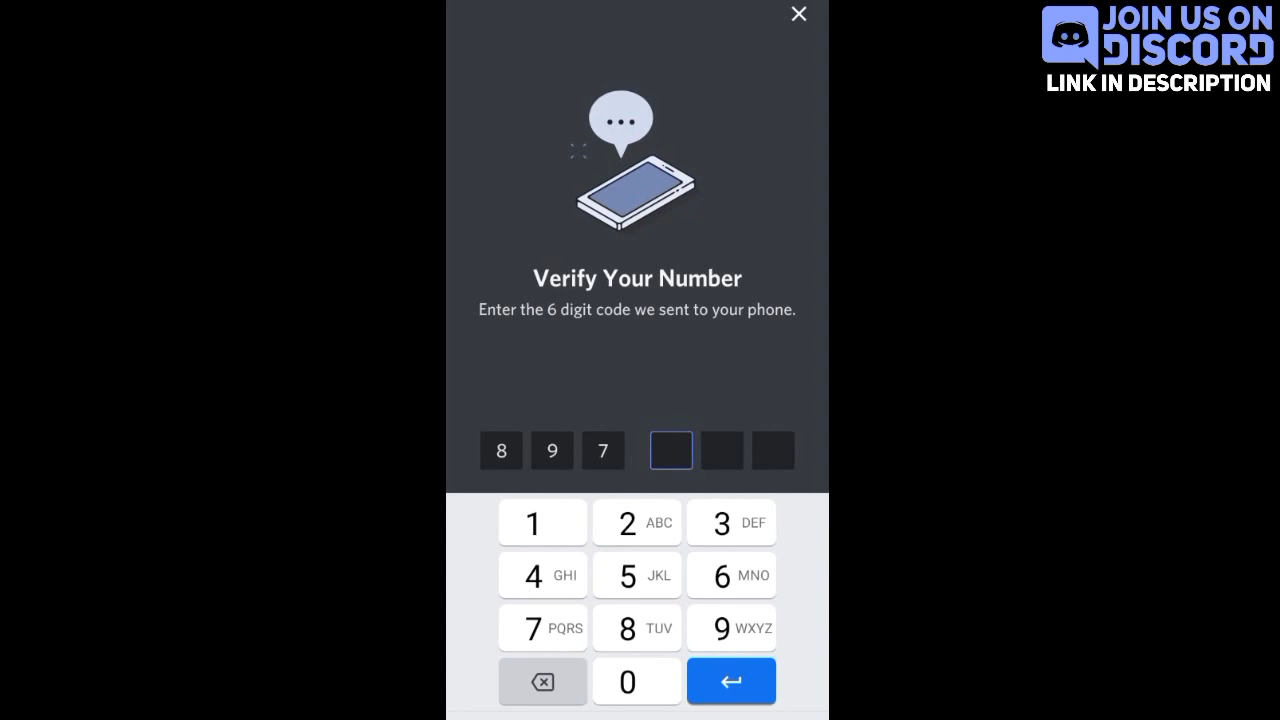 JOIN US ON
DISCORD
LINK IN DESCRIPTION
Verify Your Number
Enter the 6 digit code we sent to your phone.
8 9 7
1 2 ABC 3 DEF
4 GHI 5 JKL 6 MNO
7 PQRS 8 TUV 9 WXYZ
0